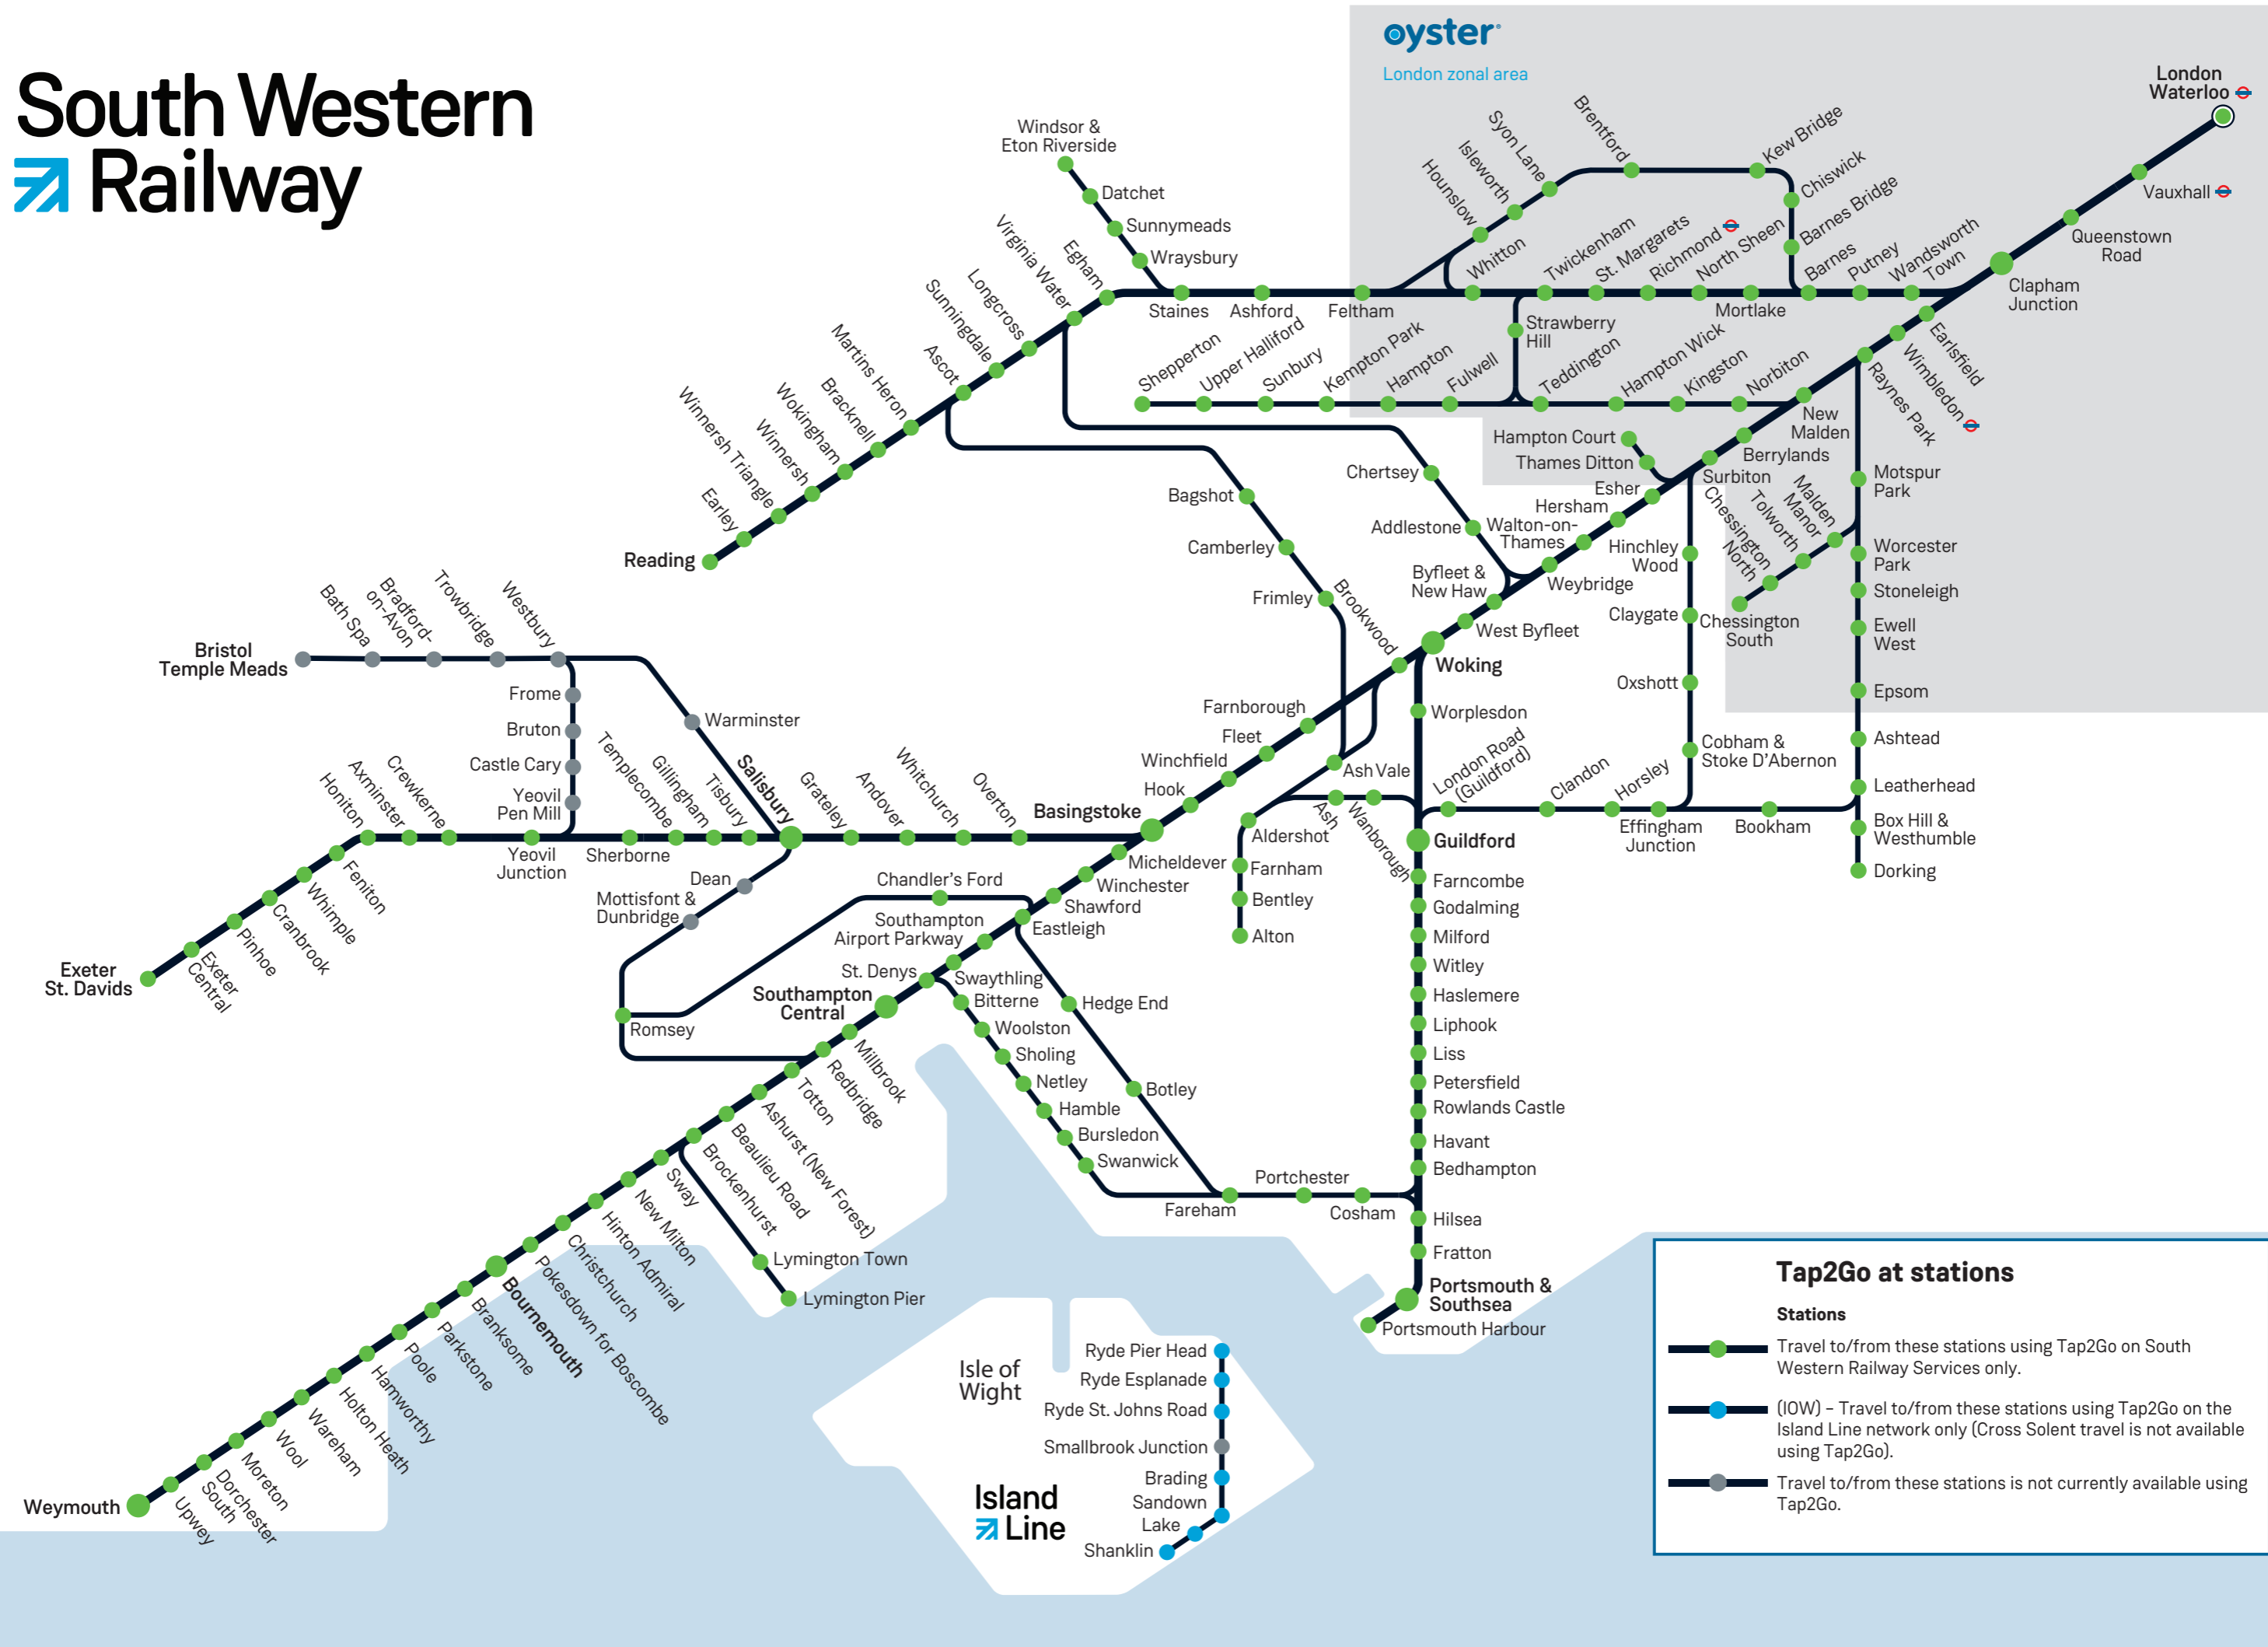 South Western
Railway
oyster
London zonal area
London
Waterloo
Vauxhall
Queenstown
Road
Clapham
Junction
Wandsworth
Town
Putney
Barnes
Barnes Bridge
Chiswick
Kew Bridge
Brentford
Syon Lane
Isleworth
Hounslow
Mortlake
North Sheen
Richmond
St. Margarets
Twickenham
Whitton
Feltham
Ashford
Staines
Windsor &
Eton Riverside
Datchet
Sunnymeads
Wraysbury
Egham
Virginia Water
Longcross
Sunningdale
Ascot
Martins Heron
Bracknell
Wokingham
Winnersh
Winnersh Triangle
Earley
Reading
Strawberry
Hill
Shepperton
Upper Halliford
Sunbury
Kempton Park
Hampton
Fulwell
Teddington
Hampton Wick
Kingston
Norbiton
Earlsfield
Wimbledon
Raynes Park
New
Malden
Berrylands
Surbiton
Hampton Court
Thames Ditton
Esher
Hersham
Walton-on-
Thames
Weybridge
Byfleet &
New Haw
West Byfleet
Woking
Chertsey
Addlestone
Bagshot
Camberley
Frimley
Brookwood
Motspur
Park
Malden
Manor
Tolworth
Chessington
North
Chessington
South
Worcester
Park
Stoneleigh
Ewell
West
Epsom
Ashtead
Leatherhead
Box Hill &
Westhumble
Dorking
Hinchley
Wood
Claygate
Oxshott
Cobham &
Stoke D'Abernon
Bookham
Effingham
Junction
Horsley
Clandon
London Road
(Guildford)
Worplesdon
Guildford
Farnborough
Fleet
Winchfield
Hook
Basingstoke
Ash Vale
Ash
Wanborough
Aldershot
Farnham
Bentley
Alton
Bristol
Temple Meads
Bath Spa
Bradford-
on-Avon
Trowbridge
Westbury
Frome
Bruton
Castle Cary
Yeovil
Pen Mill
Warminster
Salisbury
Overton
Whitchurch
Andover
Grateley
Tisbury
Gillingham
Templecombe
Sherborne
Yeovil
Junction
Crewkerne
Axminster
Honiton
Feniton
Whimple
Cranbrook
Pinhoe
Exeter
Central
Exeter
St. Davids
Dean
Mottisfont &
Dunbridge
Romsey
Chandler's Ford
Micheldever
Winchester
Shawford
Eastleigh
Southampton
Airport Parkway
Swaythling
St. Denys
Southampton
Central
Millbrook
Redbridge
Totton
Ashurst (New Forest)
Beaulieu Road
Brockenhurst
Sway
New Milton
Hinton Admiral
Christchurch
Pokesdown for Boscombe
Bournemouth
Branksome
Parkstone
Poole
Hamworthy
Holton Heath
Wareham
Wool
Moreton
Dorchester
South
Upwey
Weymouth
Lymington Town
Lymington Pier
Bitterne
Woolston
Sholing
Netley
Hamble
Bursledon
Swanwick
Hedge End
Botley
Fareham
Portchester
Cosham
Farncombe
Godalming
Milford
Witley
Haslemere
Liphook
Liss
Petersfield
Rowlands Castle
Havant
Bedhampton
Hilsea
Fratton
Portsmouth &
Southsea
Portsmouth Harbour
Isle of
Wight
Ryde Pier Head
Ryde Esplanade
Ryde St. Johns Road
Smallbrook Junction
Brading
Sandown
Lake
Shanklin
Island
Line
Tap2Go at stations
Stations
Travel to/from these stations using Tap2Go on South
Western Railway Services only.
(IOW) - Travel to/from these stations using Tap2Go on the
Island Line network only (Cross Solent travel is not available
using Tap2Go).
Travel to/from these stations is not currently available using
Tap2Go.